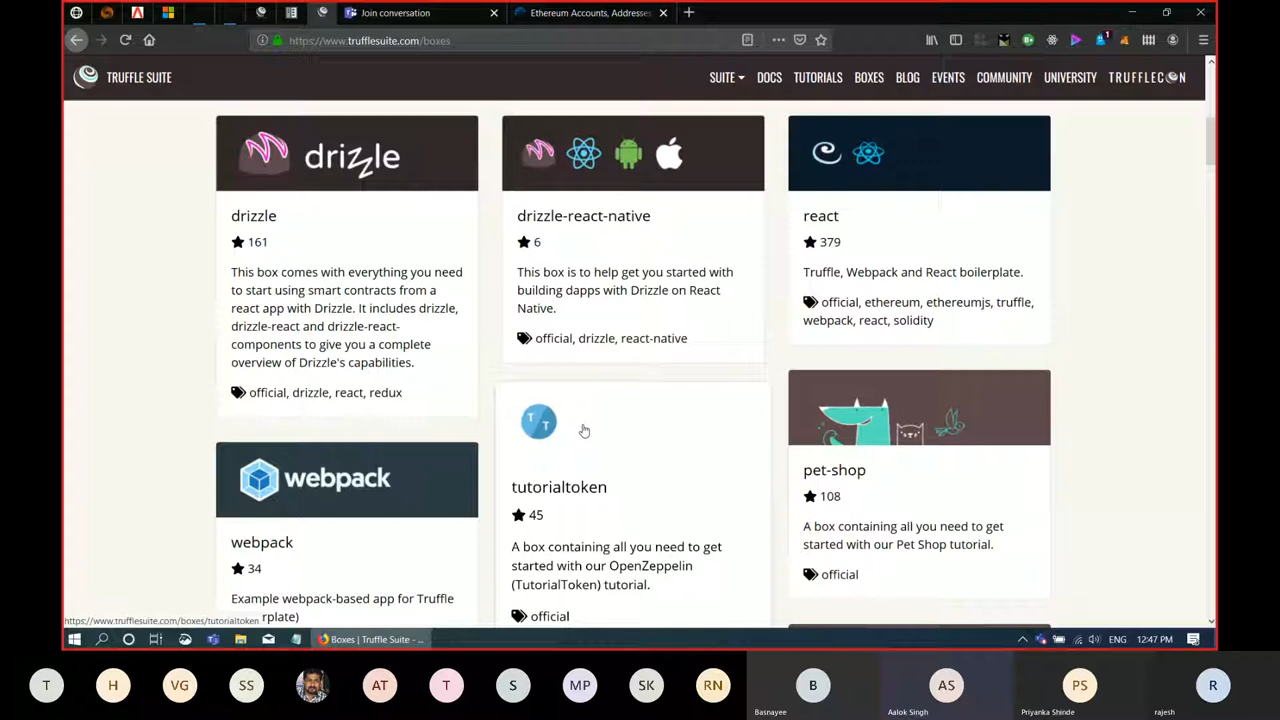 Join conversation
Ethereum Accounts, Addresses
https://www.trufflesuite.com/boxes
1
TRUFFLE SUITE
SUITE
DOCS
TUTORIALS
BOXES
BLOG
EVENTS
COMMUNITY
UNIVERSITY
TRUFFLECON
drizzle
drizzle
161
This box comes with everything you need
to start using smart contracts from a
react app with Drizzle. It includes drizzle,
drizzle-react and drizzle-react-
components to give you a complete
overview of Drizzle's capabilities.
official, drizzle, react, redux
drizzle-react-native
6
This box is to help get you started with
building dapps with Drizzle on React
Native.
official, drizzle, react-native
react
379
Truffle, Webpack and React boilerplate.
official, ethereum, ethereumjs, truffle,
webpack, react, solidity
webpack
webpack
34
Example webpack-based app for Truffle
rplate)
TT
tutorialtoken
45
A box containing all you need to get
started with our OpenZeppelin
(TutorialToken) tutorial.
official
pet-shop
108
A box containing all you need to get
started with our Pet Shop tutorial.
official
https://www.trufflesuite.com/boxes/tutorialtoken
Boxes | Truffle Suite - ...
ENG
12:47 PM
T
H
VG
SS
AT
T
S
MP
SK
RN
B
Basnayee
AS
Aalok Singh
PS
Priyanka Shinde
R
rajesh